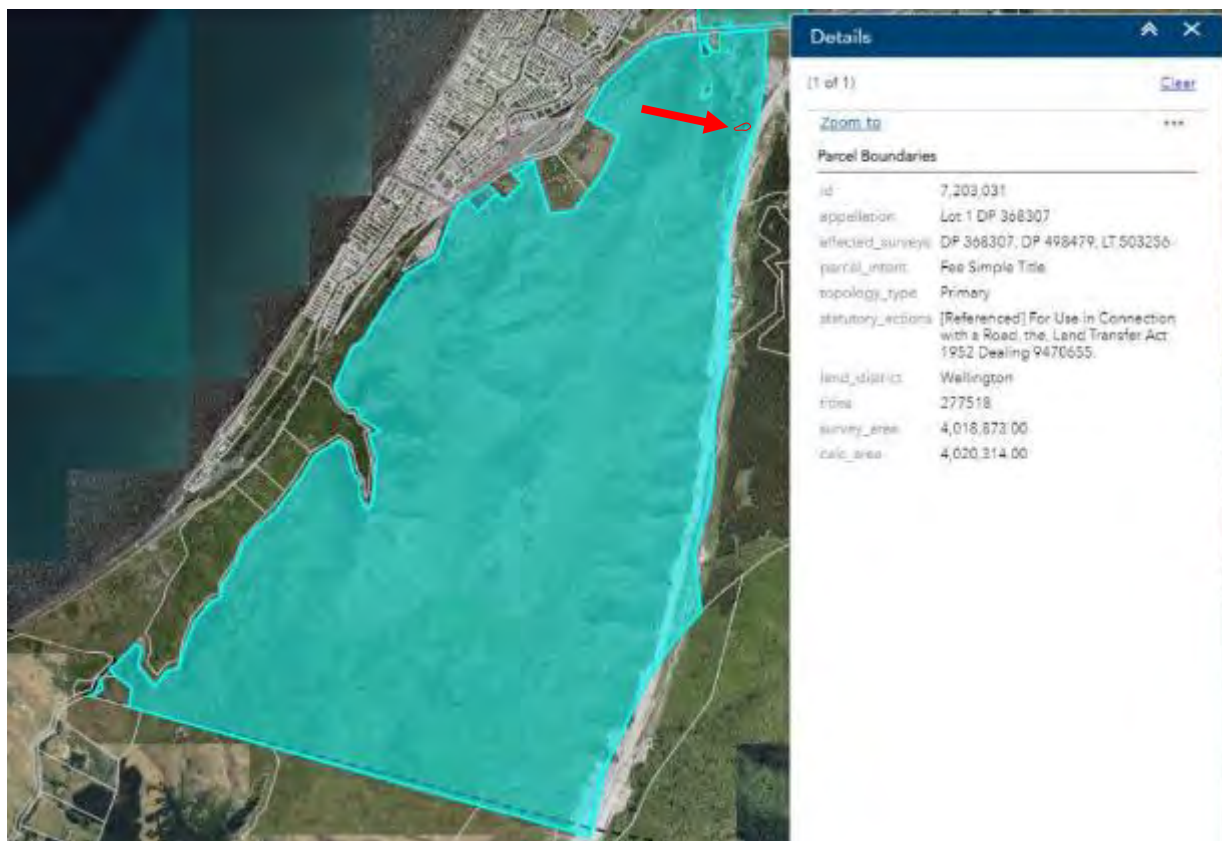 Details
(1 of 1) Clear
Zoom to
Parcel Boundaries
id 7,203,031
appellation Lot 1 DP 368307
affected_surveys DP 368307, DP 498479, LT 503256
parcel_intent Fee Simple Title
topology_type Primary
statutory_actions [Referenced] For Use in Connection
with a Road, the, Land Transfer Act
1952 Dealing 9470655.
land_district Wellington
titles 277518
survey_area 4,018,873.00
calc_area 4,020,314.00